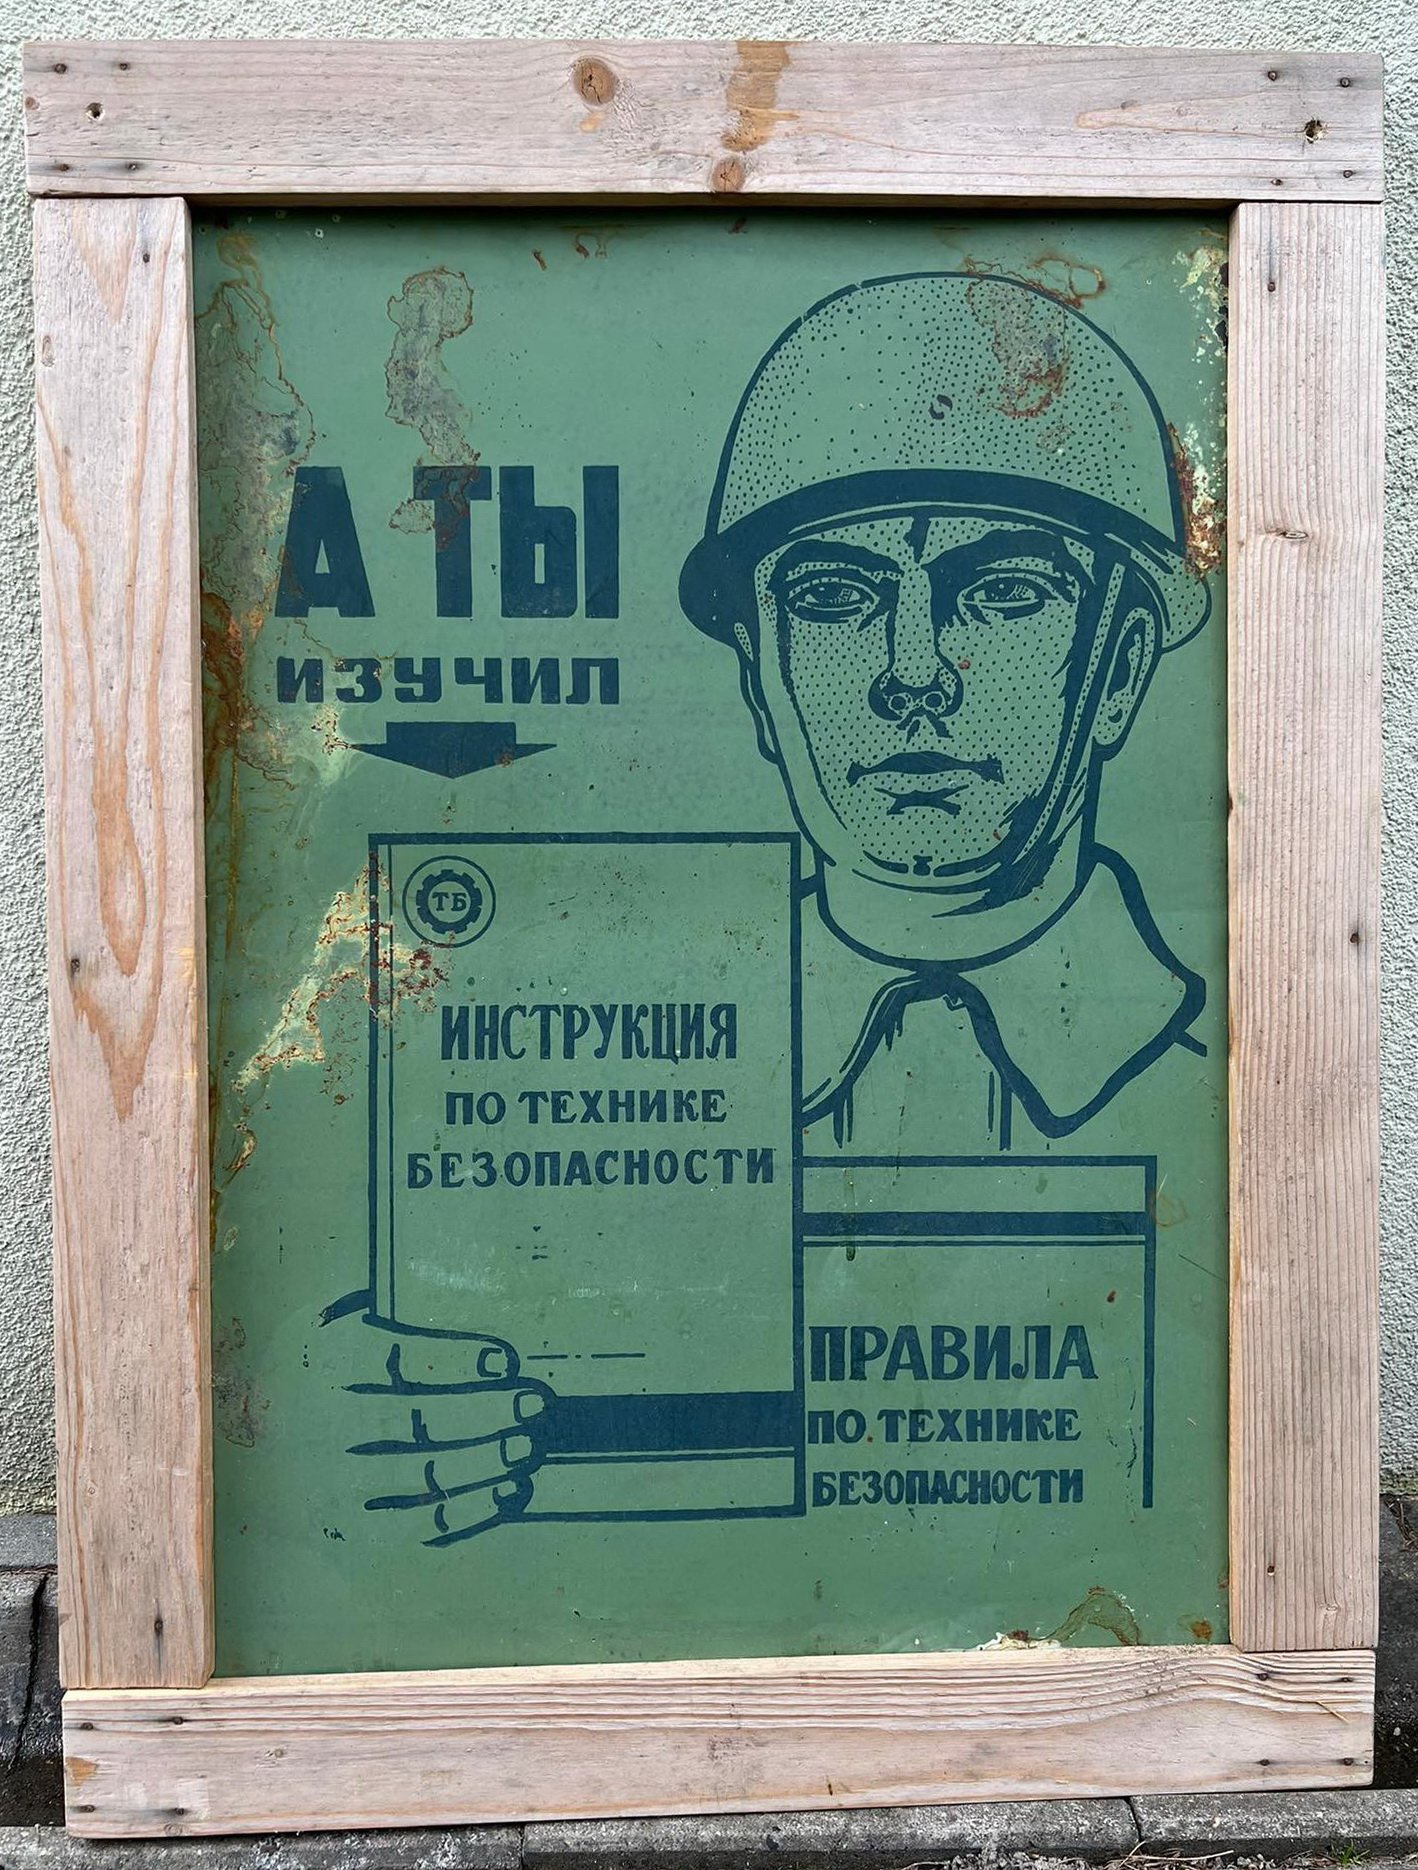 А ТЫ
ИЗУЧИЛ
ТБ
ИНСТРУКЦИЯ
ПО ТЕХНИКЕ
БЕЗОПАСНОСТИ
ПРАВИЛА
ПО ТЕХНИКЕ
БЕЗОПАСНОСТИ